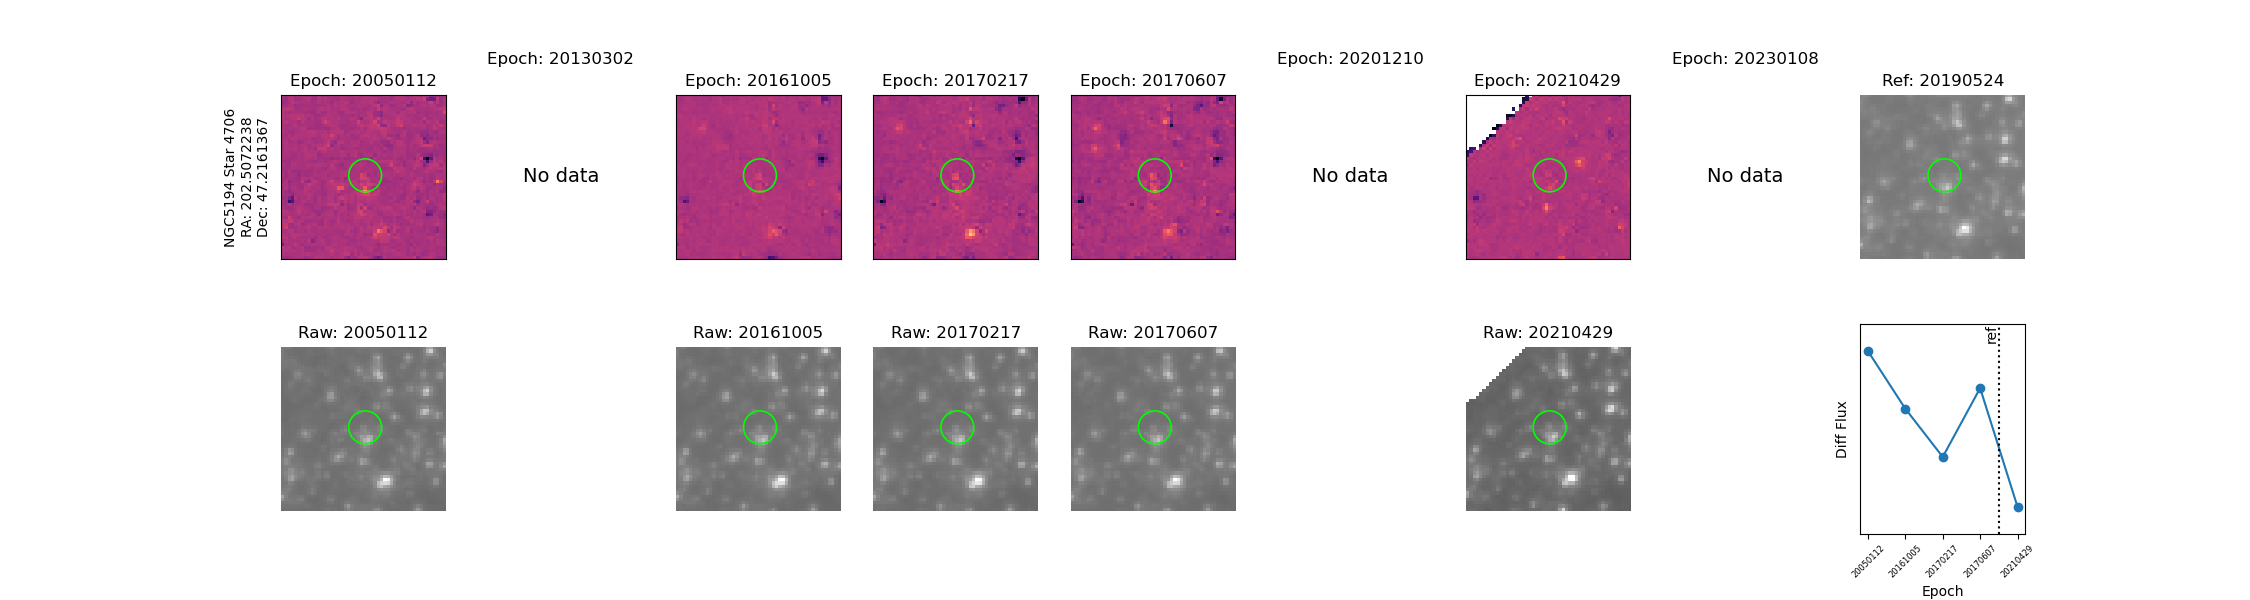 NGC5194 Star 4706
RA: 202.5072238
Dec: 47.2161367
Epoch: 20050112
Epoch: 20130302
No data
Epoch: 20161005
Epoch: 20170217
Epoch: 20170607
Epoch: 20201210
No data
Epoch: 20210429
Epoch: 20230108
No data
Ref: 20190524
Raw: 20050112
Raw: 20161005
Raw: 20170217
Raw: 20170607
Raw: 20210429
ref
Diff Flux
20050112
20161005
20170217
20170607
20210429
Epoch